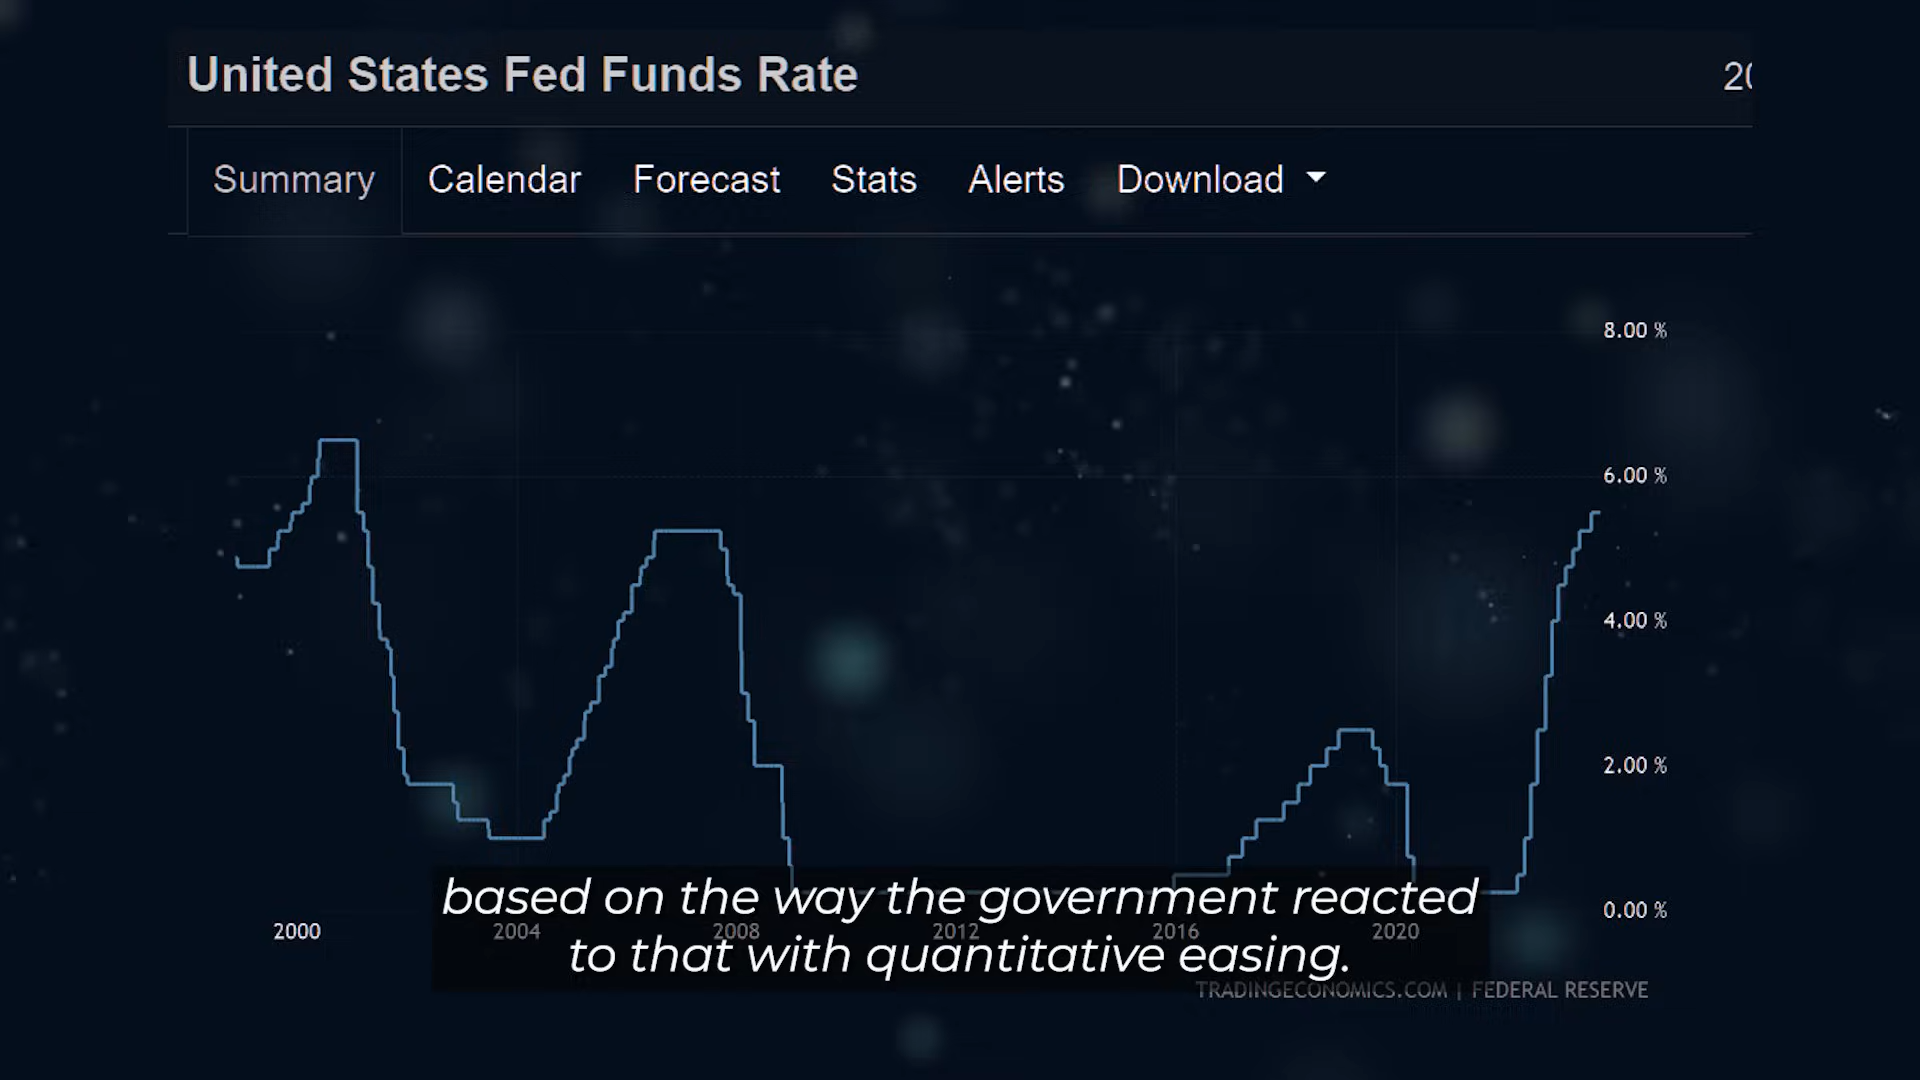 United States Fed Funds Rate
20
Summary Calendar Forecast Stats Alerts Download
8.00 %
6.00 %
4.00 %
2.00 %
0.00 %
based on the way the government reacted
2000 2004 2008 2012 2016 2020
to that with quantitative easing.
TRADINGECONOMICS.COM | FEDERAL RESERVE